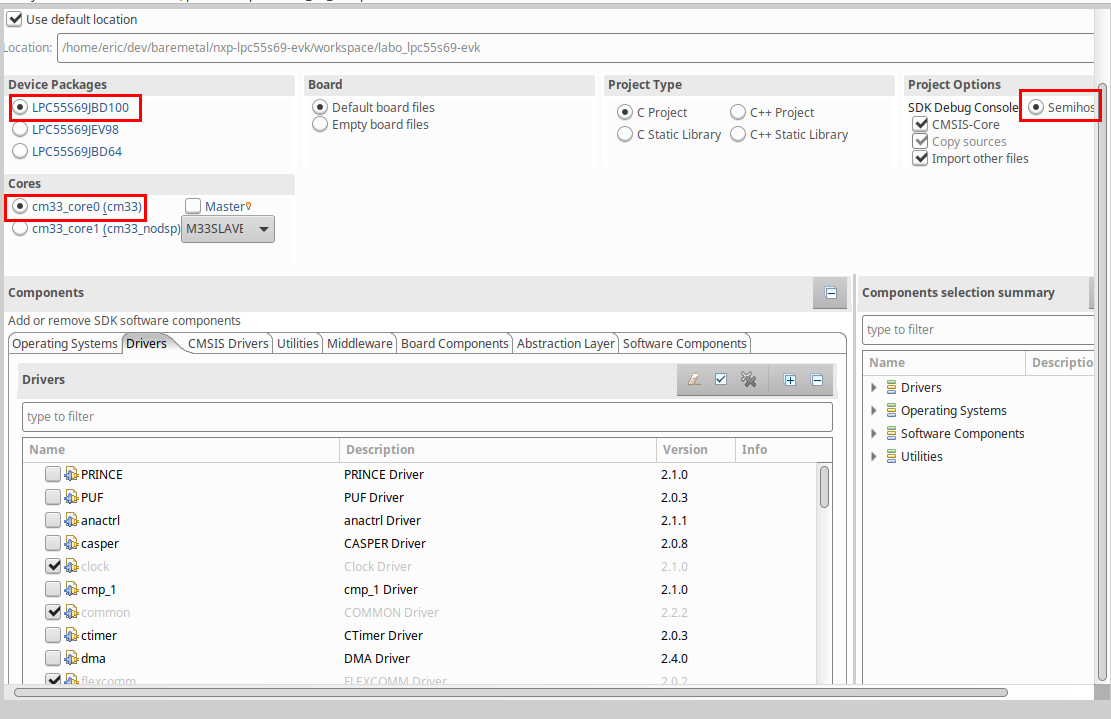 Use default location
Location: /home/eric/dev/baremetal/nxp-lpc55s69-evk/workspace/labo_lpc55s69-evk
Device Packages
LPC55S69JBD100
LPC55S69JEV98
LPC55S69JBD64
Board
Default board files
Empty board files
Project Type
C Project
C++ Project
C Static Library
C++ Static Library
Project Options
SDK Debug Console
Semihos
CMSIS-Core
Copy sources
Import other files
Cores
cm33_core0 (cm33)
Master
cm33_core1 (cm33_nodsp)
M33SLAVE
Components
Add or remove SDK software components
Operating Systems
Drivers
CMSIS Drivers
Utilities
Middleware
Board Components
Abstraction Layer
Software Components
Drivers
type to filter
Name Description Version Info
PRINCE PRINCE Driver 2.1.0
PUF PUF Driver 2.0.3
anactrl anactrl Driver 2.1.1
casper CASPER Driver 2.0.8
clock Clock Driver 2.1.0
cmp_1 cmp_1 Driver 2.1.0
common COMMON Driver 2.2.2
ctimer CTimer Driver 2.0.3
dma DMA Driver 2.4.0
flexcomm FLEXCOMM Driver 2.0.2
Components selection summary
type to filter
Name Descriptio
Drivers
Operating Systems
Software Components
Utilities